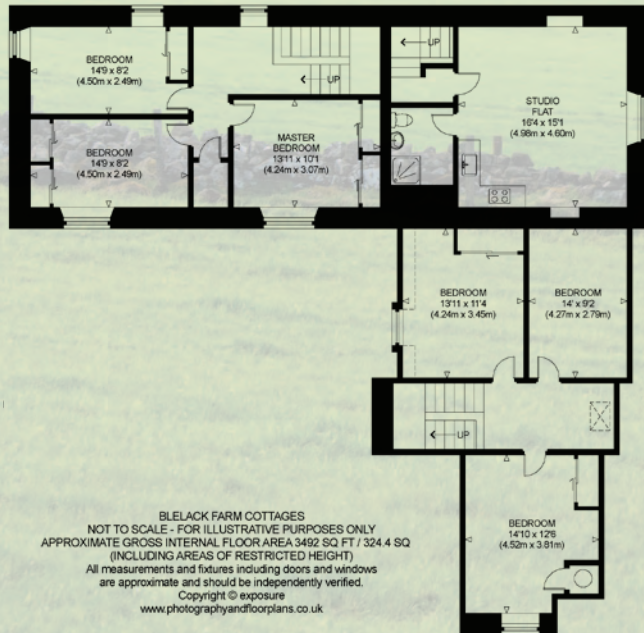 BEDROOM
14'9 x 8'2
(4.50m x 2.49m)
UP
UP
STUDIO
FLAT
16'4 x 15'1
(4.98m x 4.60m)
BEDROOM
14'9 x 8'2
(4.50m x 2.49m)
MASTER
BEDROOM
13'11 x 10'1
(4.24m x 3.07m)
BEDROOM
13'11 x 11'4
(4.24m x 3.45m)
BEDROOM
14' x 9'2
(4.27m x 2.79m)
UP
BEDROOM
14'10 x 12'6
(4.52m x 3.81m)
BLELACK FARM COTTAGES
NOT TO SCALE - FOR ILLUSTRATIVE PURPOSES ONLY
APPROXIMATE GROSS INTERNAL FLOOR AREA 3492 SQ FT / 324.4 SQ
(INCLUDING AREAS OF RESTRICTED HEIGHT)
All measurements and fixtures including doors and windows
are approximate and should be independently verified.
Copyright © exposure
www.photographyandfloorplans.co.uk